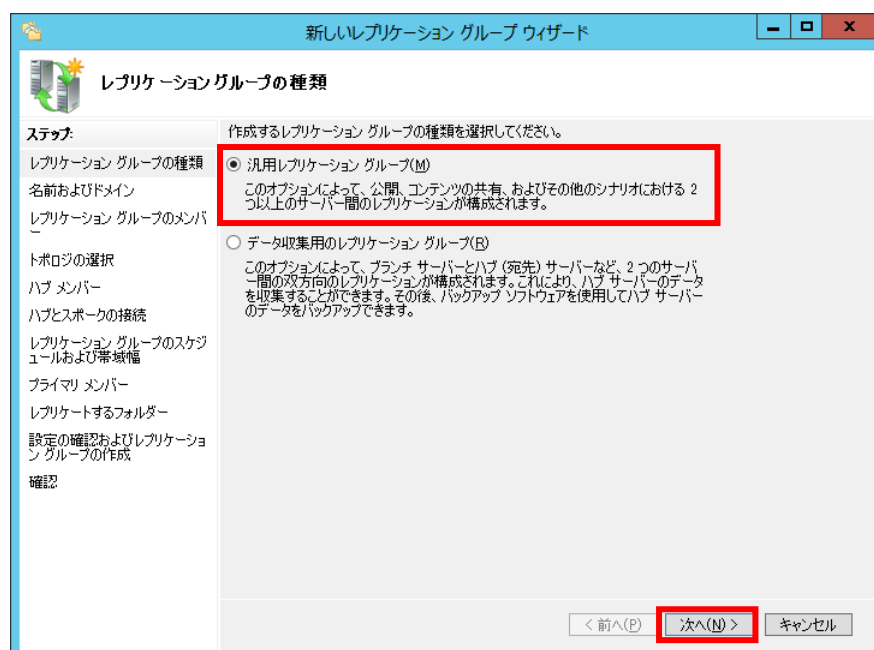 新しいレプリケーション グループ ウィザード
レプリケーション グループの種類
ステップ:
レプリケーション グループの種類
名前およびドメイン
レプリケーション グループのメンバ
ー
トポロジの選択
ハブ メンバー
ハブとスポークの接続
レプリケーション グループのスケジ
ュールおよび帯域幅
プライマリ メンバー
レプリケートするフォルダー
設定の確認およびレプリケーショ
ン グループの作成
確認
作成するレプリケーション グループの種類を選択してください。
汎用レプリケーション グループ(M)
このオプションによって、公開、コンテンツの共有、およびその他のシナリオにおける 2
つ以上のサーバー間のレプリケーションが構成されます。
データ収集用のレプリケーション グループ(R)
このオプションによって、ブランチ サーバーとハブ (宛先) サーバーなど、2 つのサーバ
ー間の双方向のレプリケーションが構成されます。これにより、ハブ サーバーのデータ
を収集することができます。その後、バックアップ ソフトウェアを使用してハブ サーバー
のデータをバックアップできます。
< 前へ(P)
次へ(N) >
キャンセル